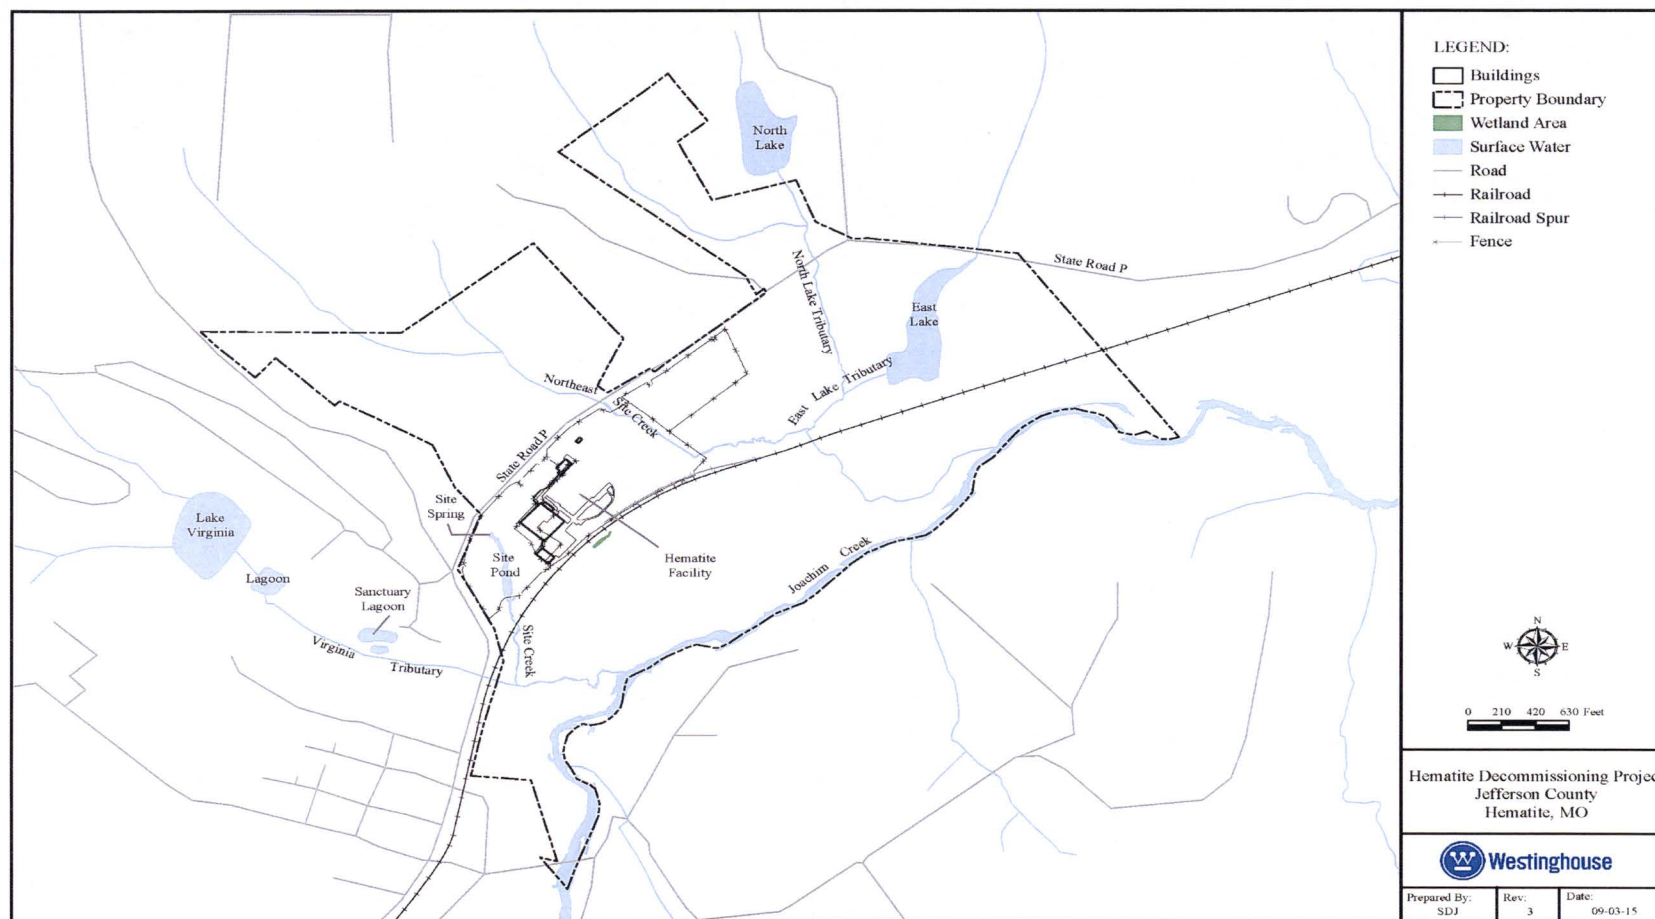 North
Lake
State Road P
North Lake Tributary
East
Lake
East Lake Tributary
Northeast
Site Creek
State Road P
Site
Spring
Lake
Virginia
Site
Pond
Hematite
Facility
Joachim Creek
Lagoon
Sanctuary
Lagoon
Site Creek
Virginia
Tributary
LEGEND:
Buildings
Property Boundary
Wetland Area
Surface Water
Road
Railroad
Railroad Spur
Fence
N
W E
S
0 210 420 630 Feet
Hematite Decommissioning Projec
Jefferson County
Hematite, MO
W
Westinghouse
Prepared By: Rev: Date:
SDJ 3 09-03-15